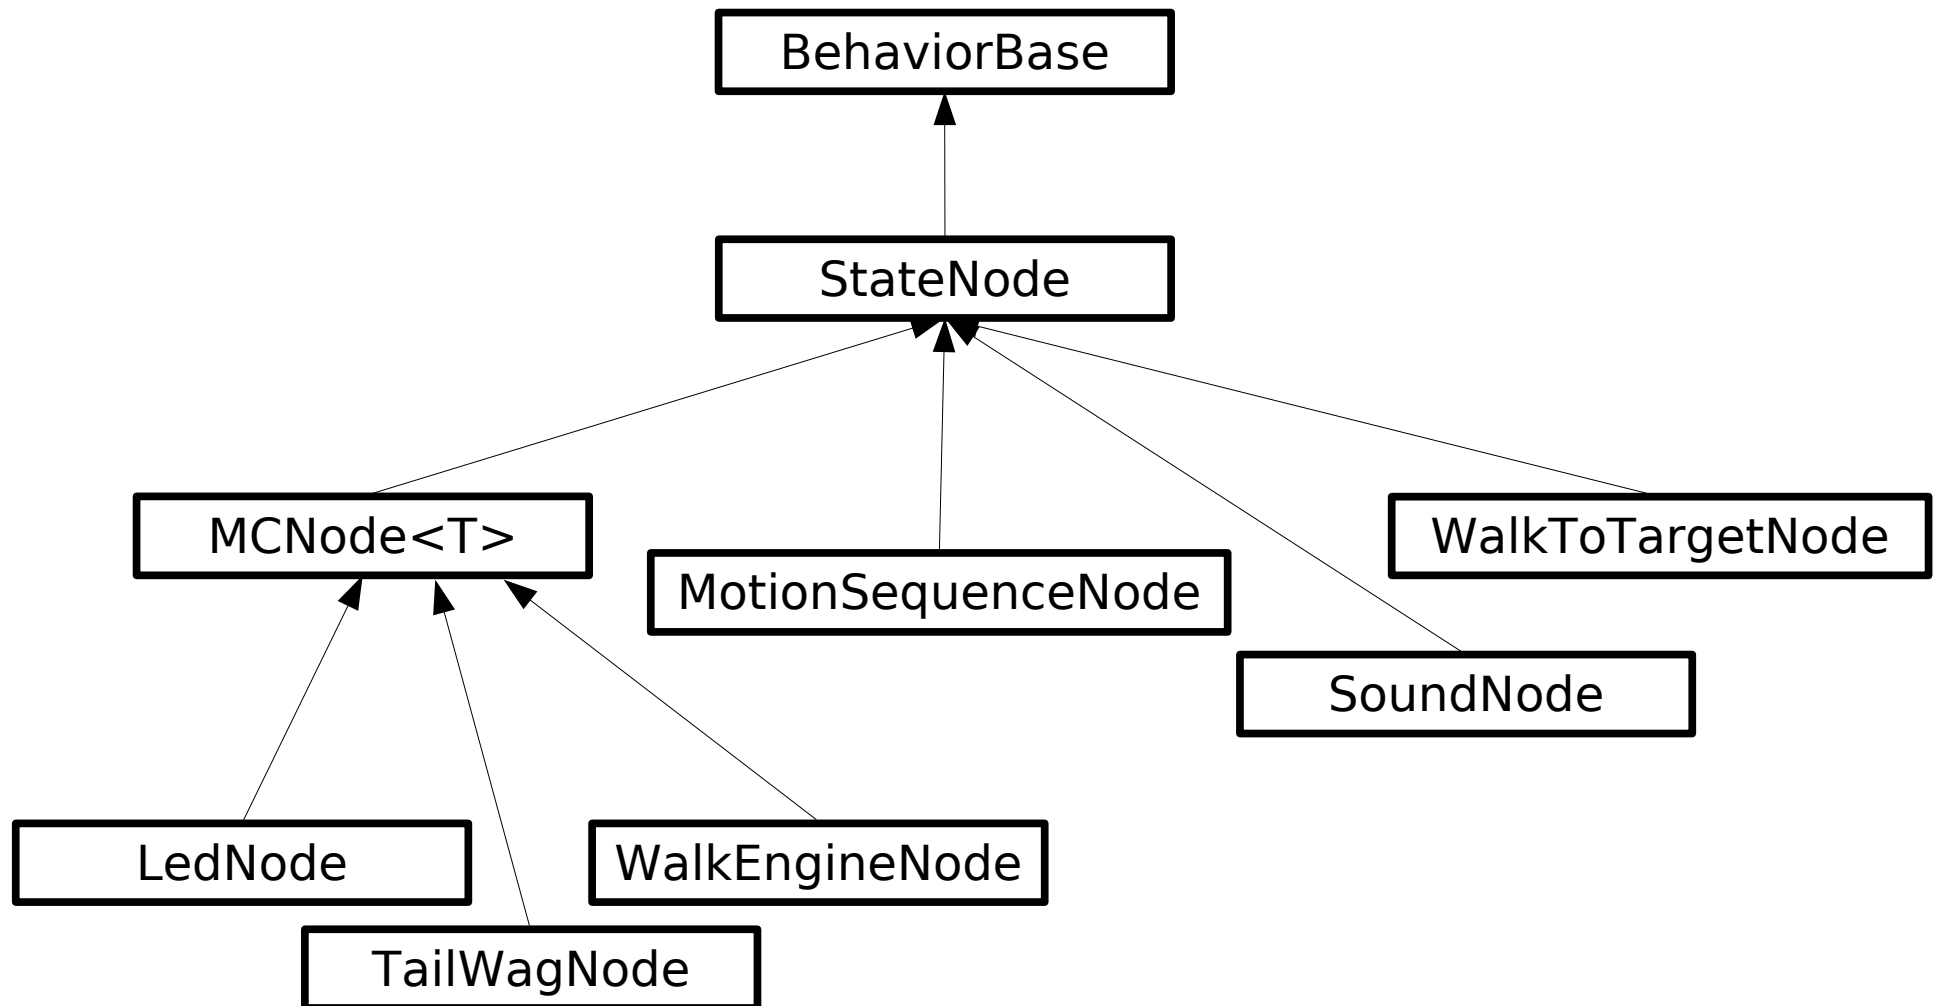 BehaviorBase
StateNode
MCNode<T>
MotionSequenceNode
WalkToTargetNode
SoundNode
LedNode
WalkEngineNode
TailWagNode